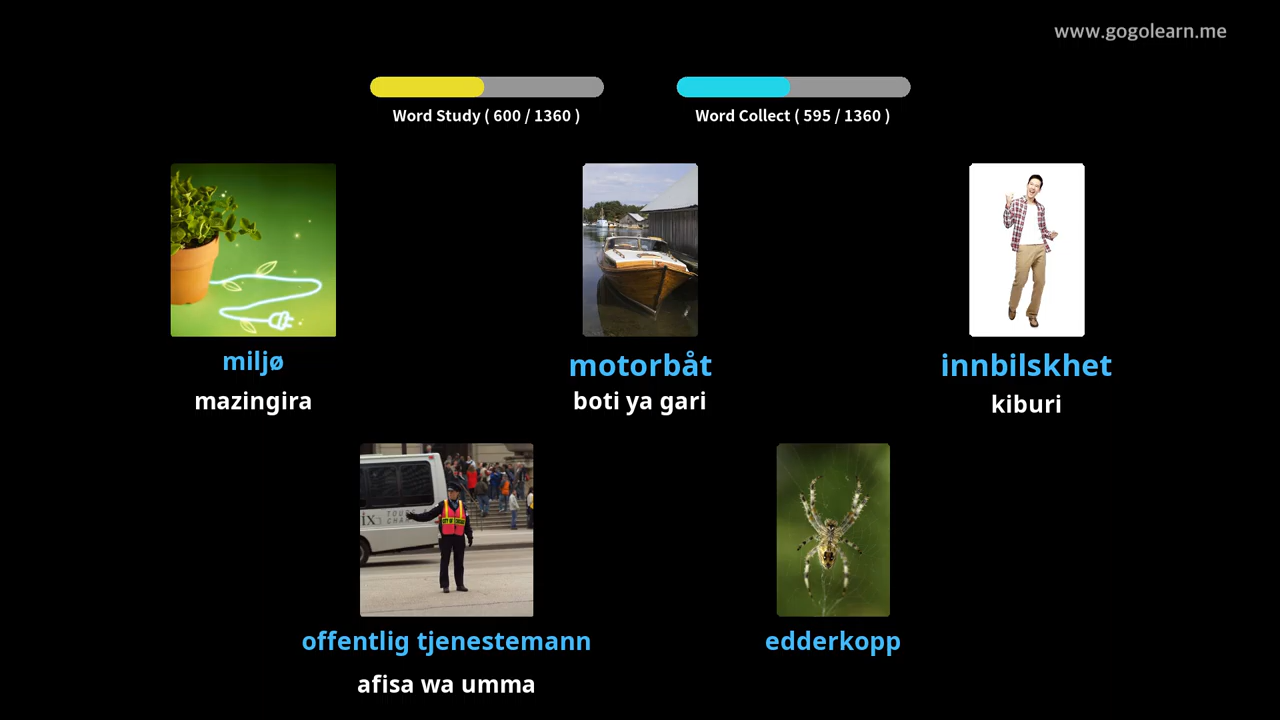 www.gogolearn.me
Word Study ( 600 / 1360 )
Word Collect ( 595 / 1360 )
miljø
motorbåt
innbilskhet
mazingira
boti ya gari
kiburi
offentlig tjenestemann
edderkopp
afisa wa umma